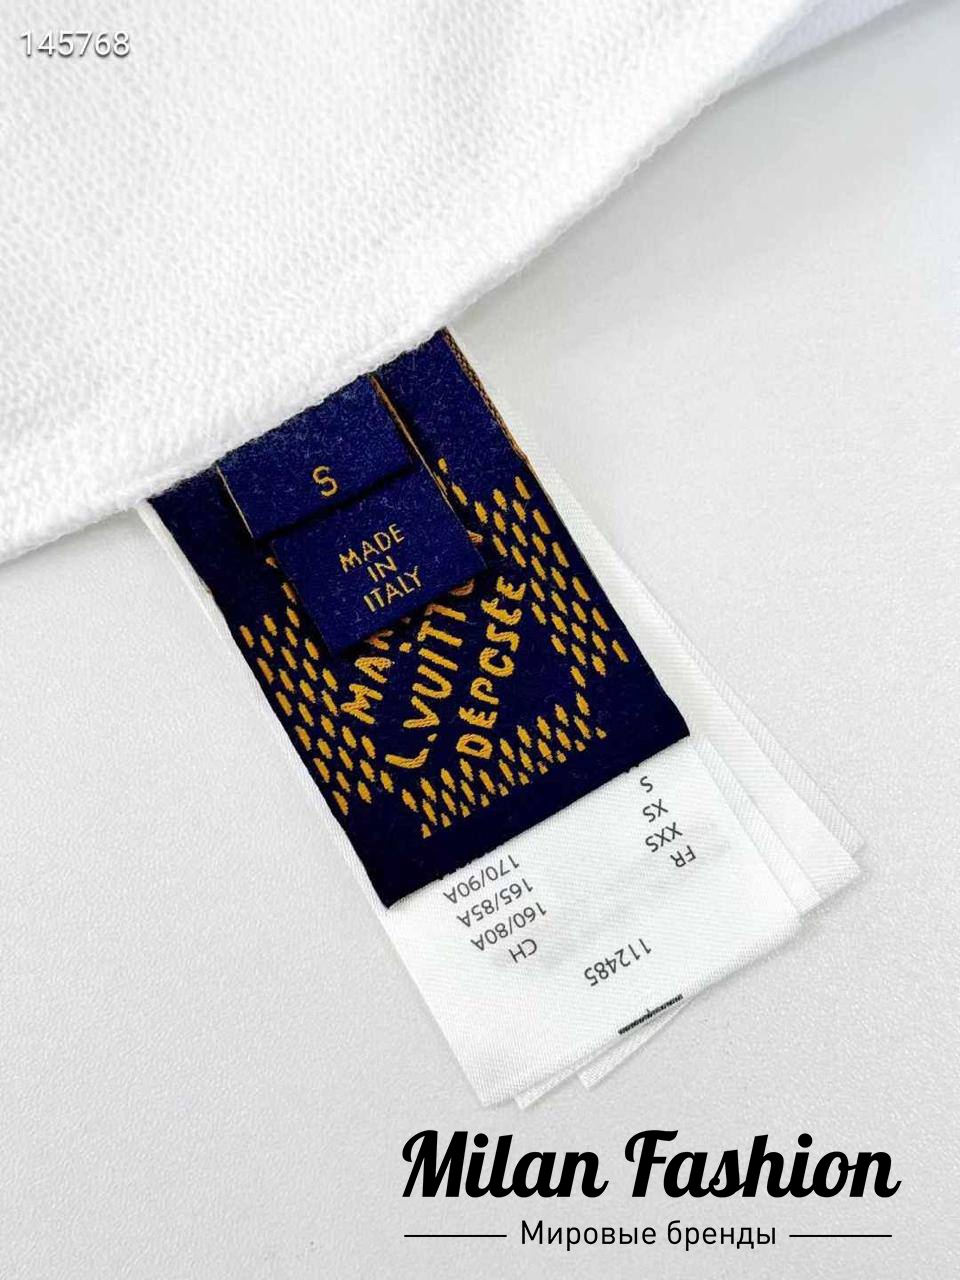 145768
S
MADE
IN
ITALY
L.VUITTO
DEPOSEE
S
XS
XXS
FR
170/90A
165/85A
160/80A
CH
112485
Milan Fashion
Мировые бренды